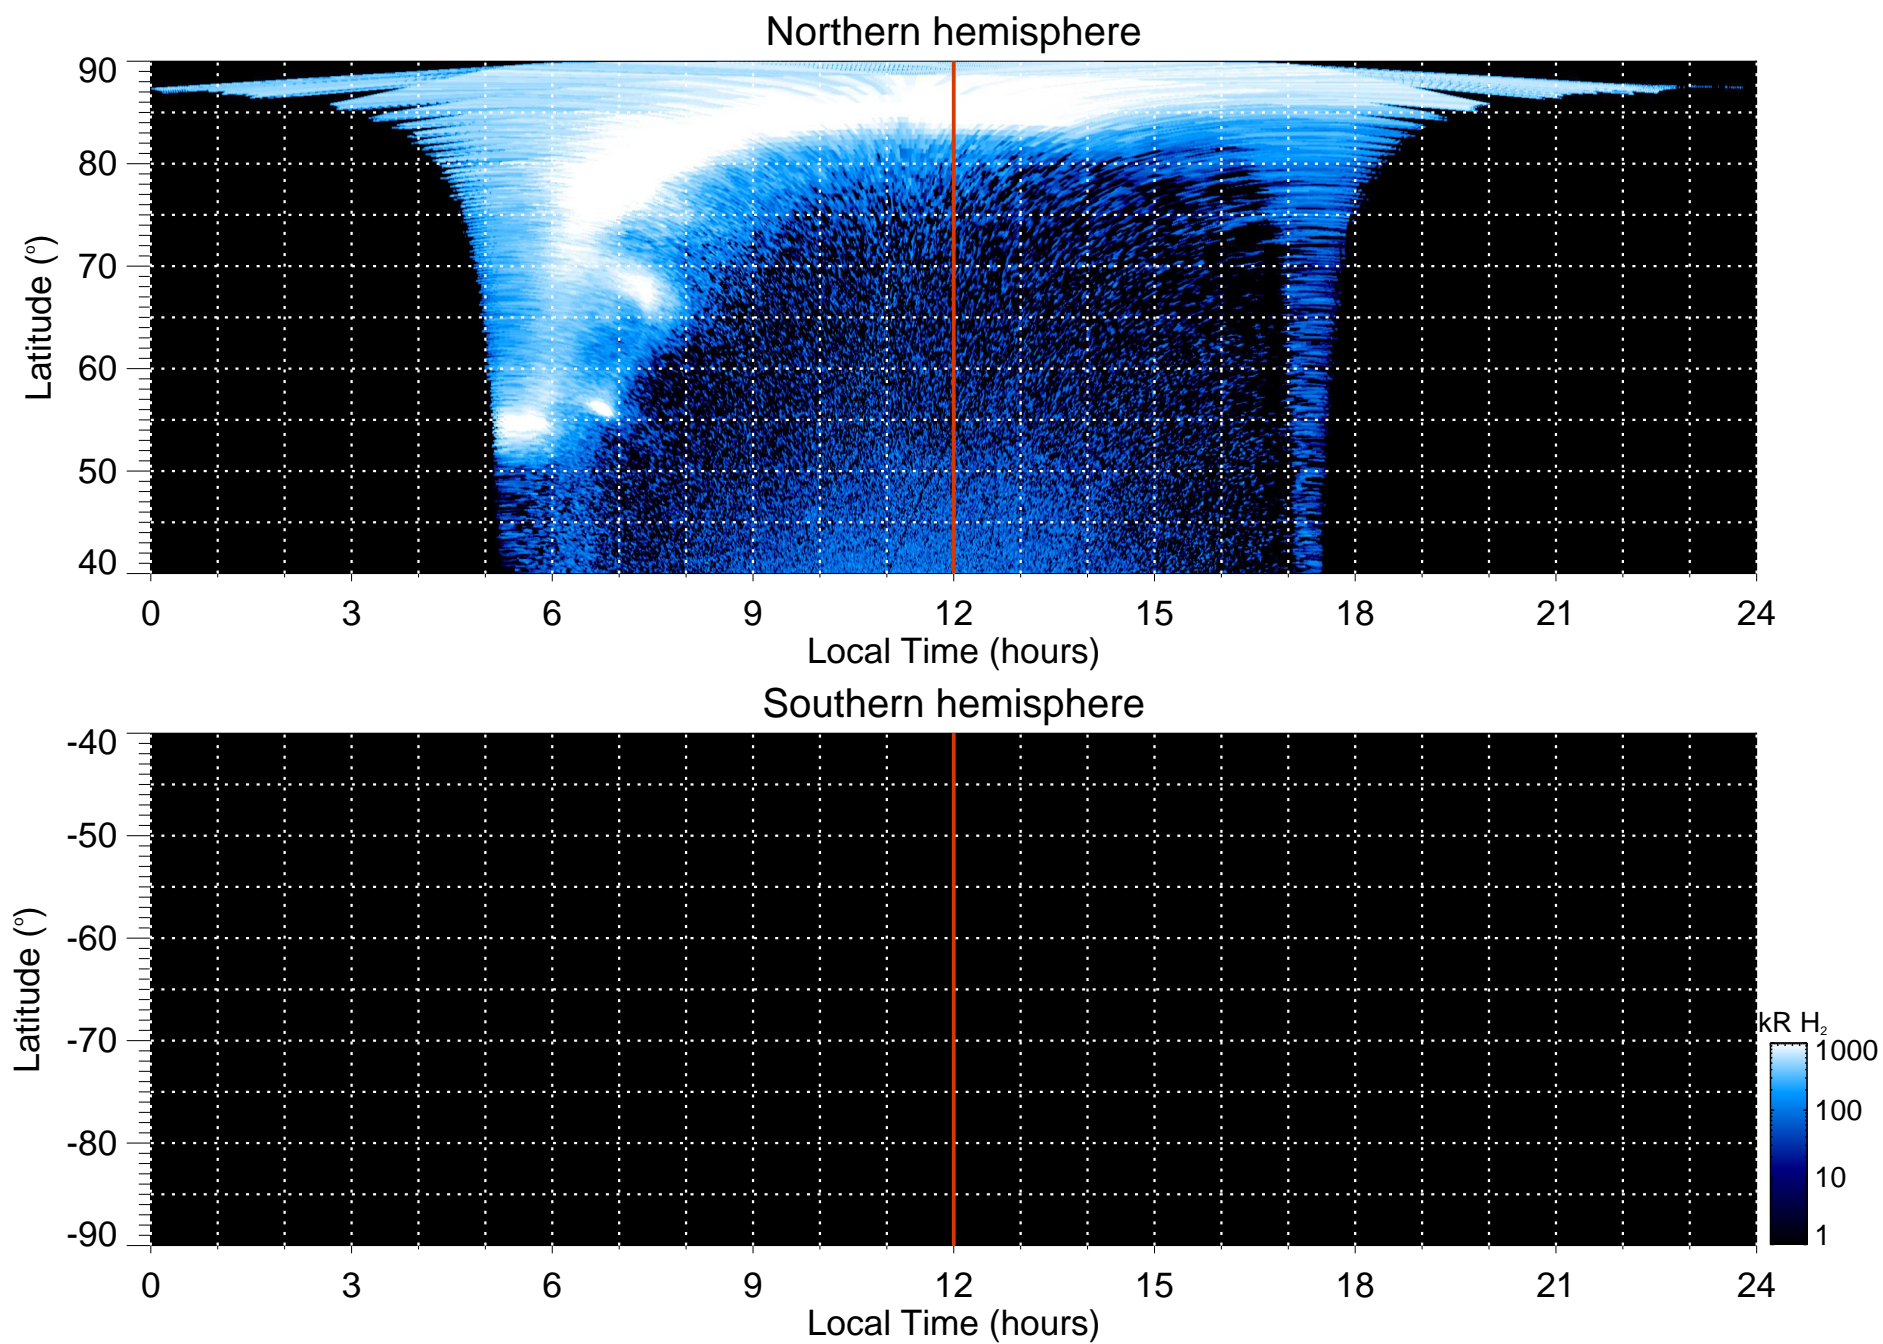 Northern hemisphere
90
80
70
60
50
40
Latitude (°)
0 3 6 9 12 15 18 21 24
Local Time (hours)
Southern hemisphere
-40
-50
-60
-70
-80
-90
Latitude (°)
0 3 6 9 12 15 18 21 24
Local Time (hours)
kR H₂
1000
100
10
1